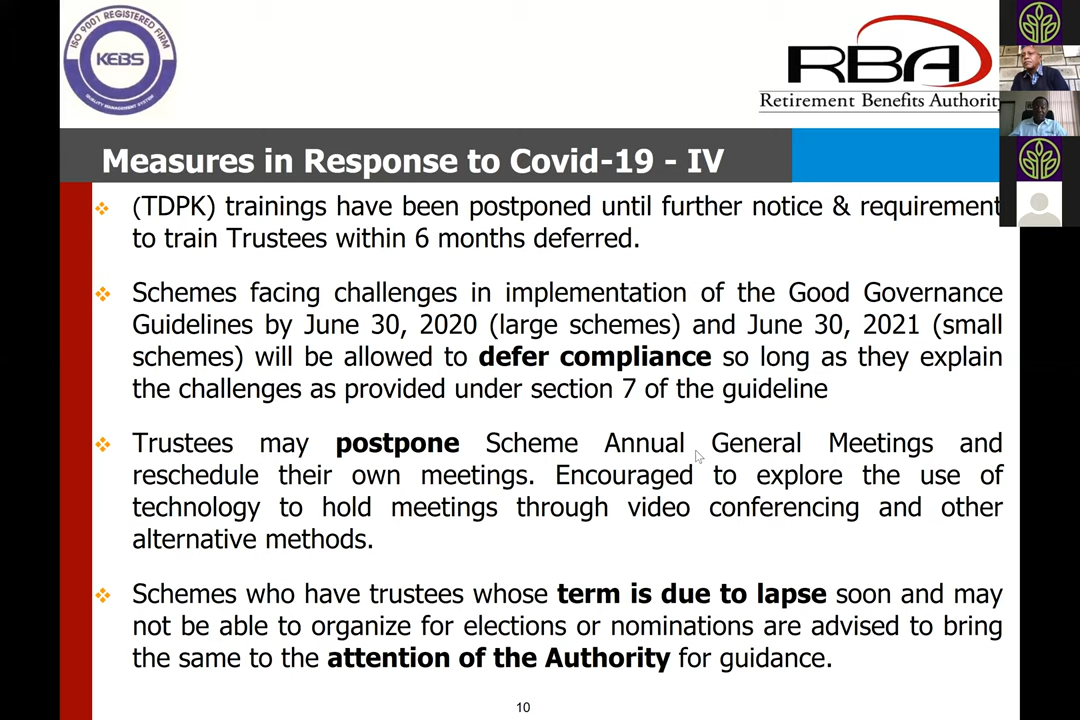 ISO 9001 REGISTERED FIRM
KEBS
QUALITY MANAGEMENT SYSTEM
RBA
Retirement Benefits Authority
Measures in Response to Covid-19 - IV
(TDPK) trainings have been postponed until further notice & requirement
to train Trustees within 6 months deferred.
Schemes facing challenges in implementation of the Good Governance
Guidelines by June 30, 2020 (large schemes) and June 30, 2021 (small
schemes) will be allowed to defer compliance so long as they explain
the challenges as provided under section 7 of the guideline
Trustees may postpone Scheme Annual General Meetings and
reschedule their own meetings. Encouraged to explore the use of
technology to hold meetings through video conferencing and other
alternative methods.
Schemes who have trustees whose term is due to lapse soon and may
not be able to organize for elections or nominations are advised to bring
the same to the attention of the Authority for guidance.
10